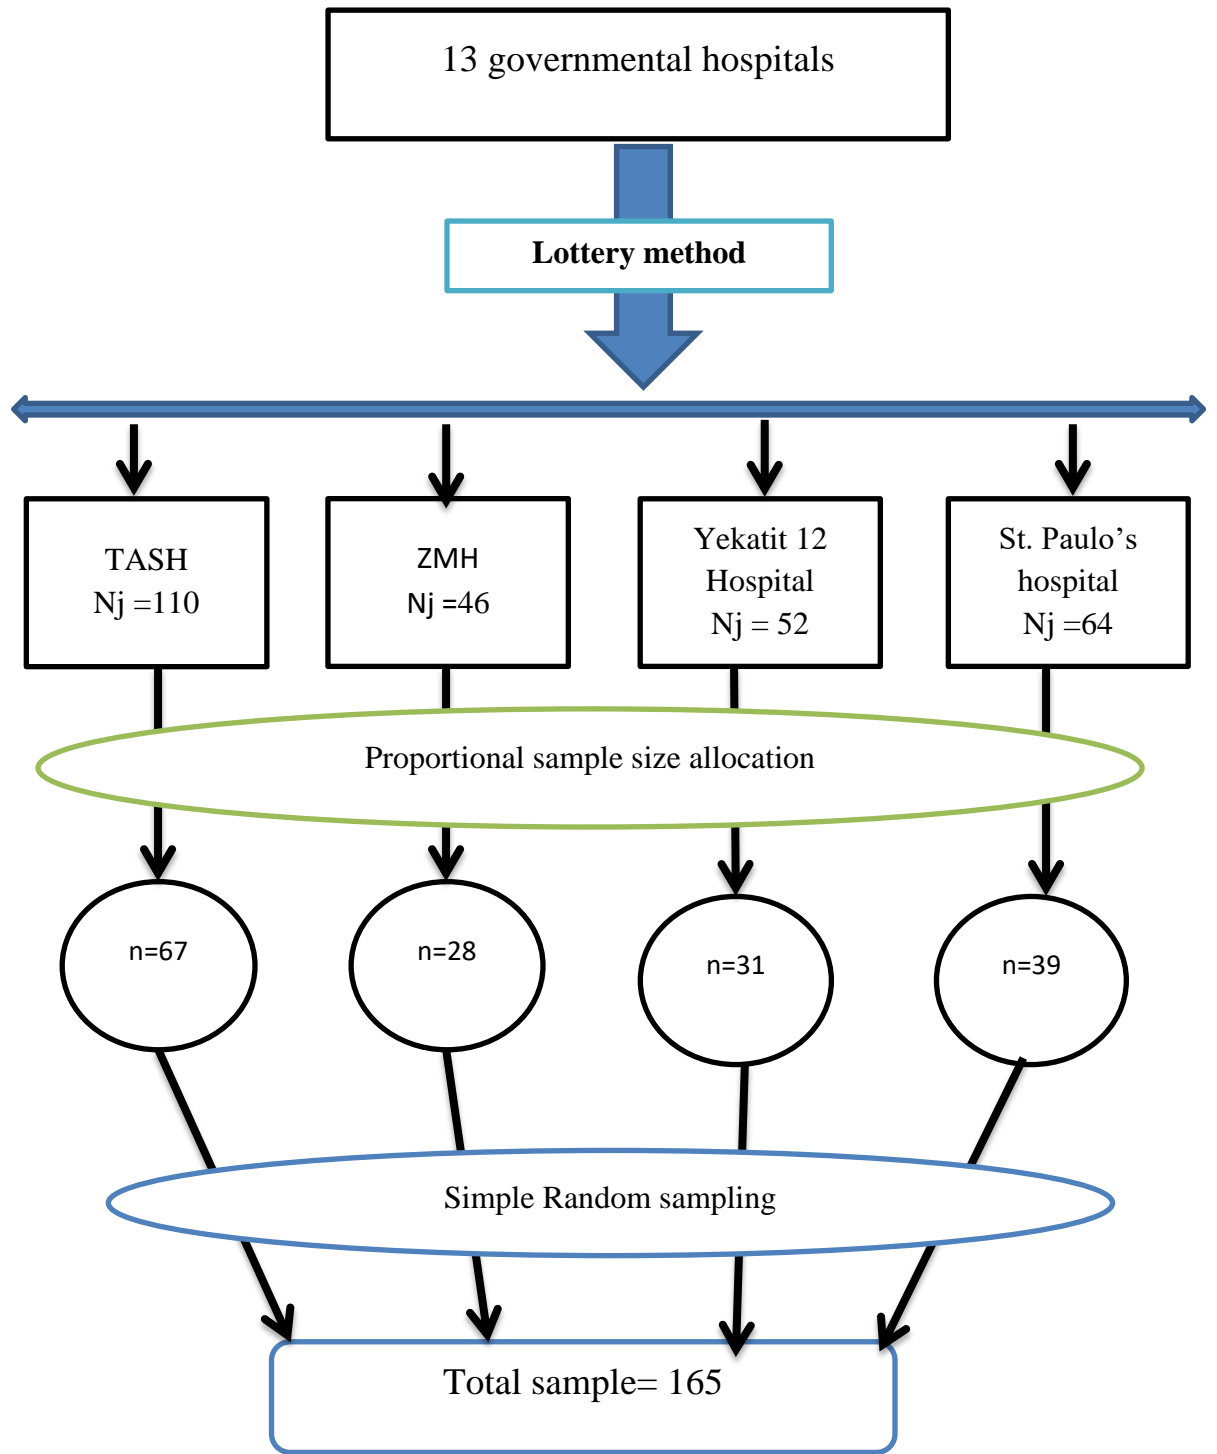 13 governmental hospitals
Lottery method
TASH
Nj =110
ZMH
Nj =46
Yekatit 12
Hospital
Nj = 52
St. Paulo’s
hospital
Nj =64
Proportional sample size allocation
n=67
n=28
n=31
n=39
Simple Random sampling
Total sample= 165